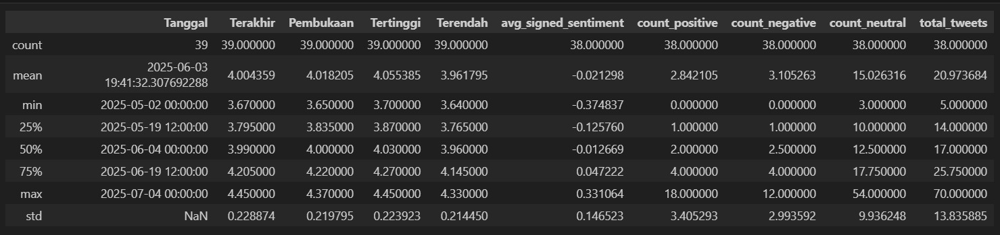 Tanggal Terakhir Pembukaan Tertinggi Terendah avg_signed_sentiment count_positive count_negative count_neutral total_tweets
count 39 39.000000 39.000000 39.000000 39.000000 38.000000 38.000000 38.000000 38.000000 38.000000
mean 2025-06-03 19:41:32.307692288 4.004359 4.018205 4.055385 3.961795 -0.021298 2.842105 3.105263 15.026316 20.973684
min 2025-05-02 00:00:00 3.670000 3.650000 3.700000 3.640000 -0.374837 0.000000 0.000000 3.000000 5.000000
25% 2025-05-19 12:00:00 3.795000 3.835000 3.870000 3.765000 -0.125760 1.000000 1.000000 10.000000 14.000000
50% 2025-06-04 00:00:00 3.990000 4.000000 4.030000 3.960000 -0.012669 2.000000 2.500000 12.500000 17.000000
75% 2025-06-19 12:00:00 4.205000 4.220000 4.270000 4.145000 0.047222 4.000000 4.000000 17.750000 25.750000
max 2025-07-04 00:00:00 4.450000 4.370000 4.450000 4.330000 0.331064 18.000000 12.000000 54.000000 70.000000
std NaN 0.228874 0.219795 0.223923 0.214450 0.146523 3.405293 2.993592 9.936248 13.835885